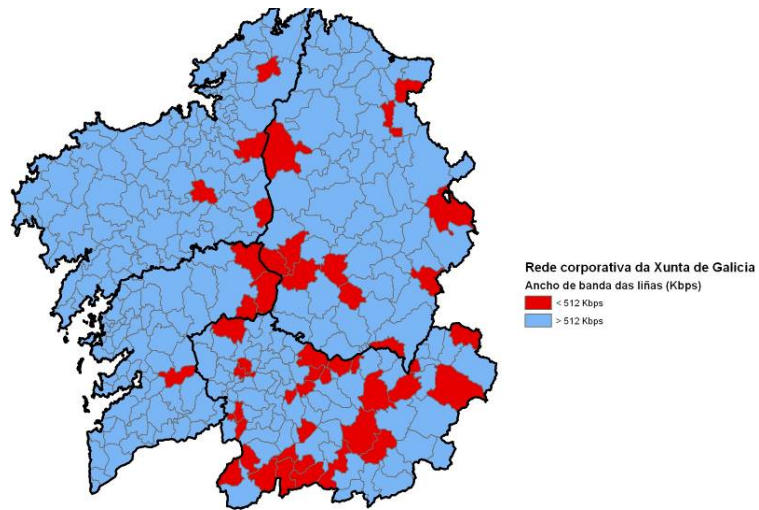 Rede corporativa da Xunta de Galicia
Ancho de banda das liñas (Kbps)
< 512 Kbps
> 512 Kbps